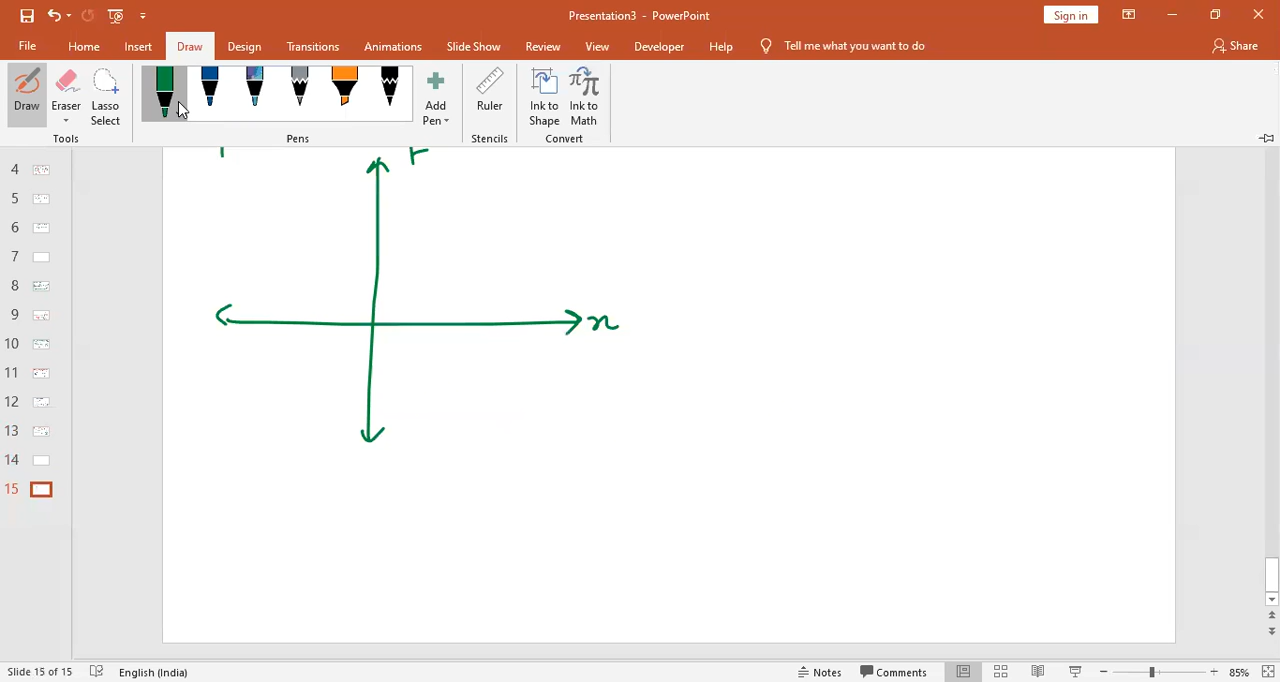 Presentation3 - PowerPoint
Sign in
File Home Insert Draw Design Transitions Animations Slide Show Review View Developer Help Tell me what you want to do Share
Draw Eraser Lasso Select Add Pen Ruler Ink to Shape Ink to Math
Tools Pens Stencils Convert
4
5
6
7
8
9
10
11
12
13
14
15
x
Slide 15 of 15 English (India) Notes Comments 85%